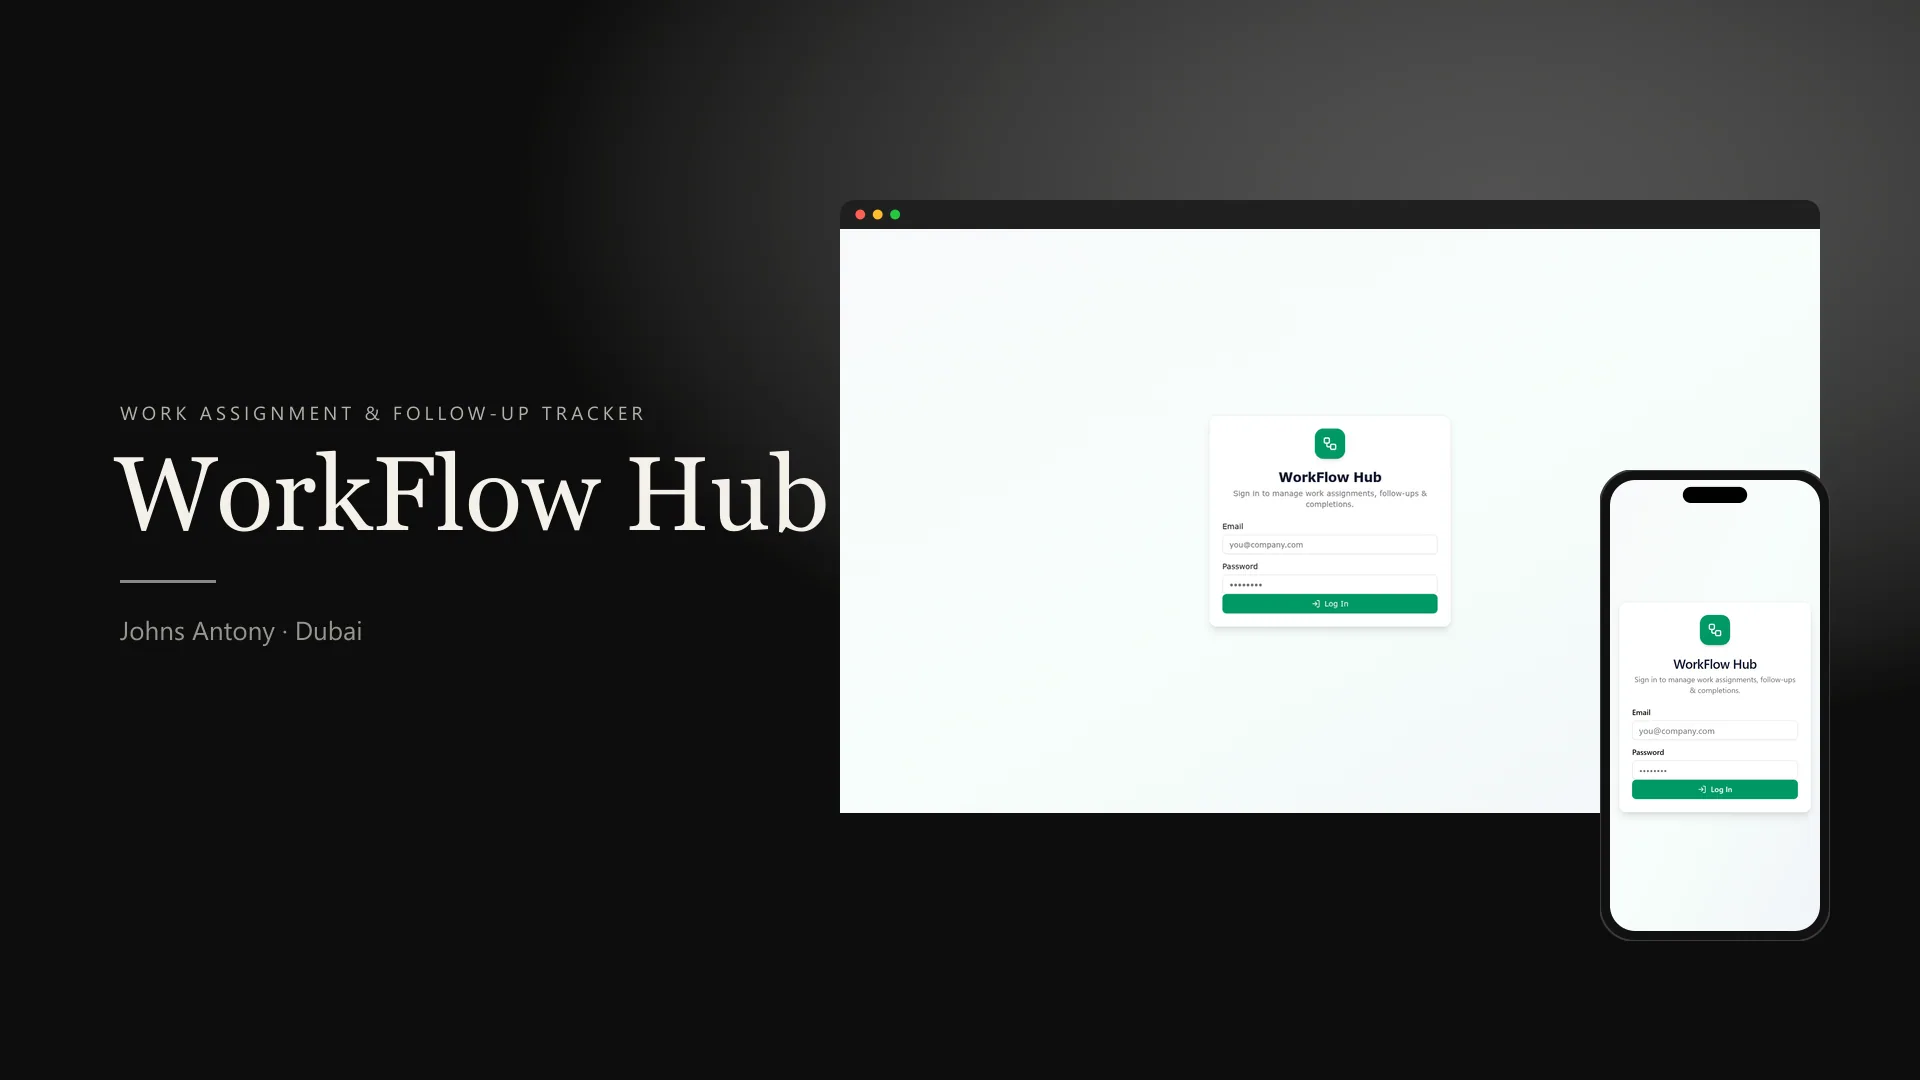 WORK ASSIGNMENT & FOLLOW-UP TRACKER
WorkFlow Hub
Johns Antony · Dubai
WorkFlow Hub
Sign in to manage work assignments, follow-ups &
completions.
Email
you@company.com
Password
••••••••
Log In
WorkFlow Hub
Sign in to manage work assignments, follow-ups
& completions.
Email
you@company.com
Password
••••••••
Log In